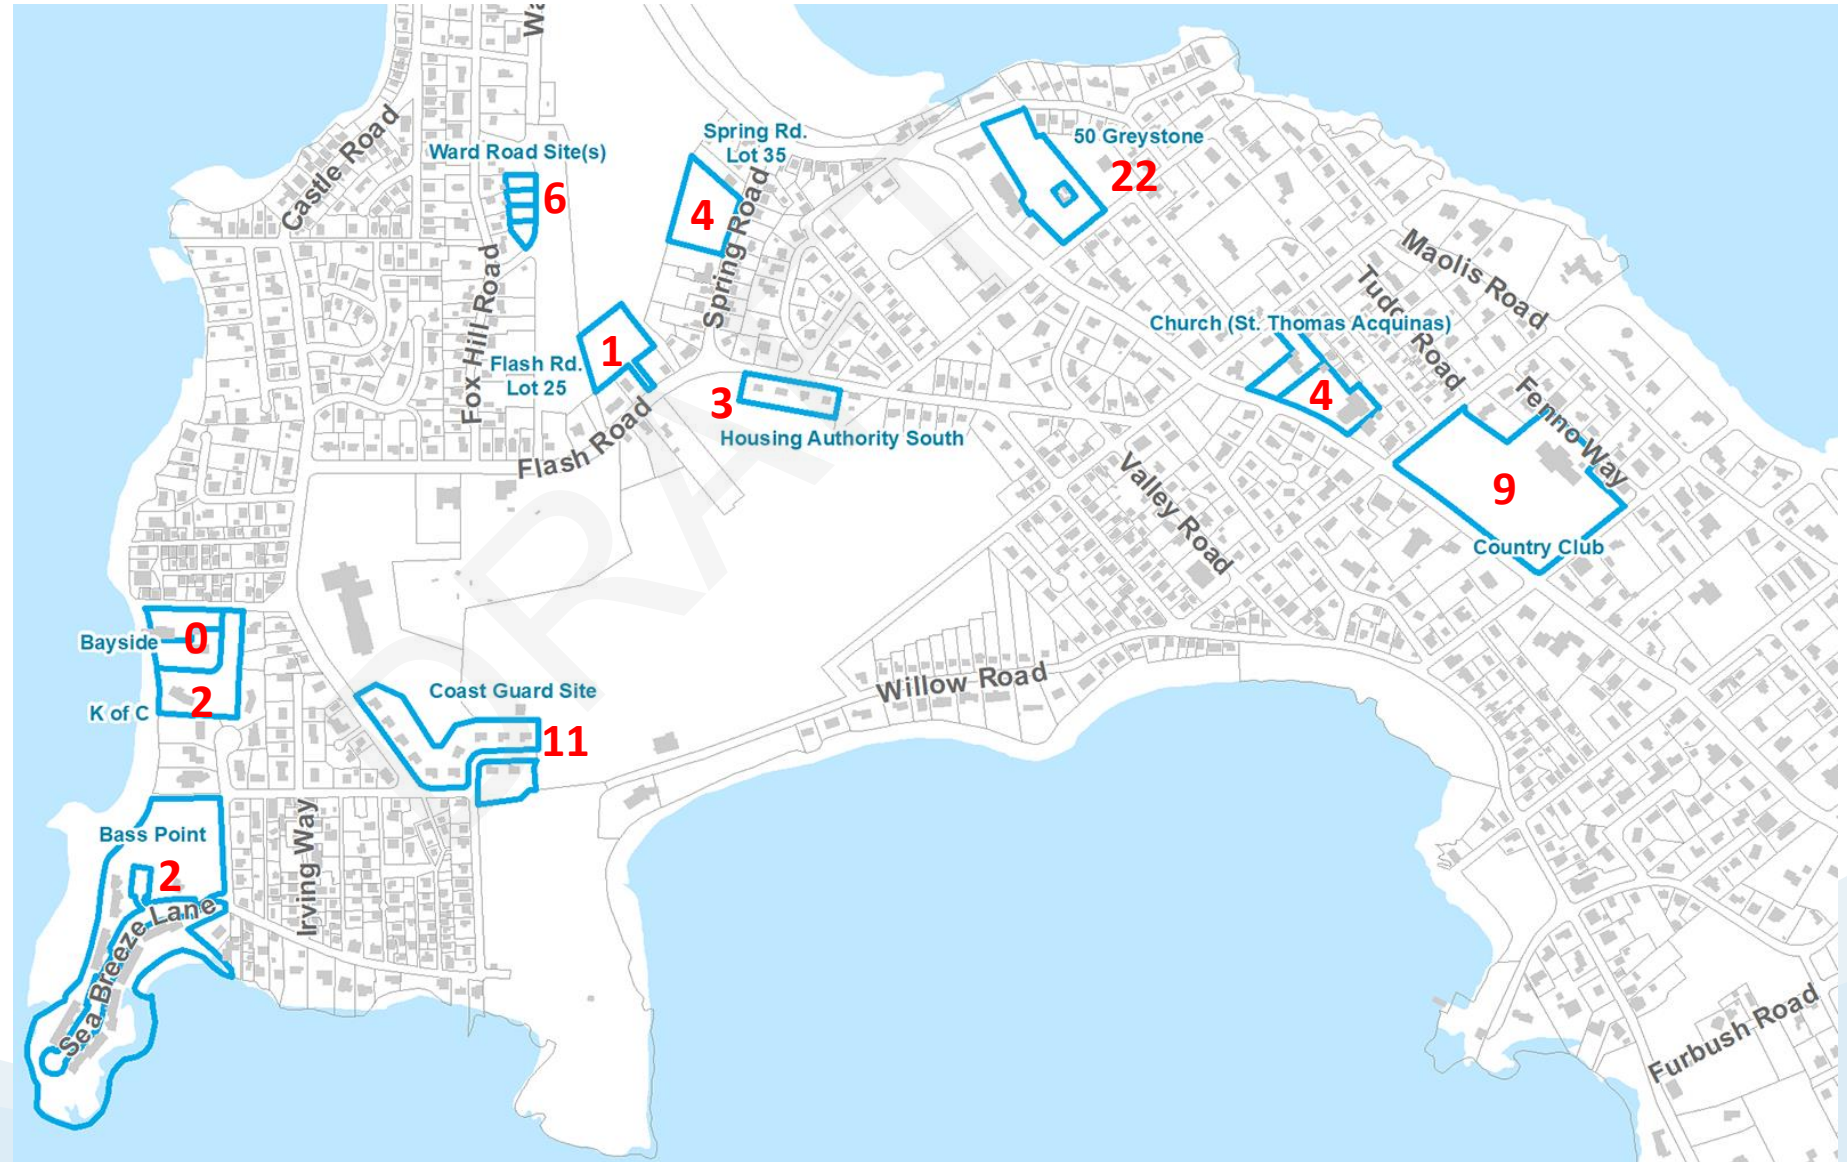 Wa
Castle Road
Ward Road Site(s)
6
Spring Rd.
Lot 35
4
Spring Road
50 Greystone
22
Maolis Road
Tudor Road
Fox Hill Road
Flash Rd.
Lot 25
1
Flash Road
3
Housing Authority South
Church (St. Thomas Acquinas)
4
Fenno Way
9
Country Club
Valley Road
DRAFT
Bayside
0
K of C
2
Coast Guard Site
11
Willow Road
Bass Point
2
Irving Way
Sea Breeze Lane
Furbush Road